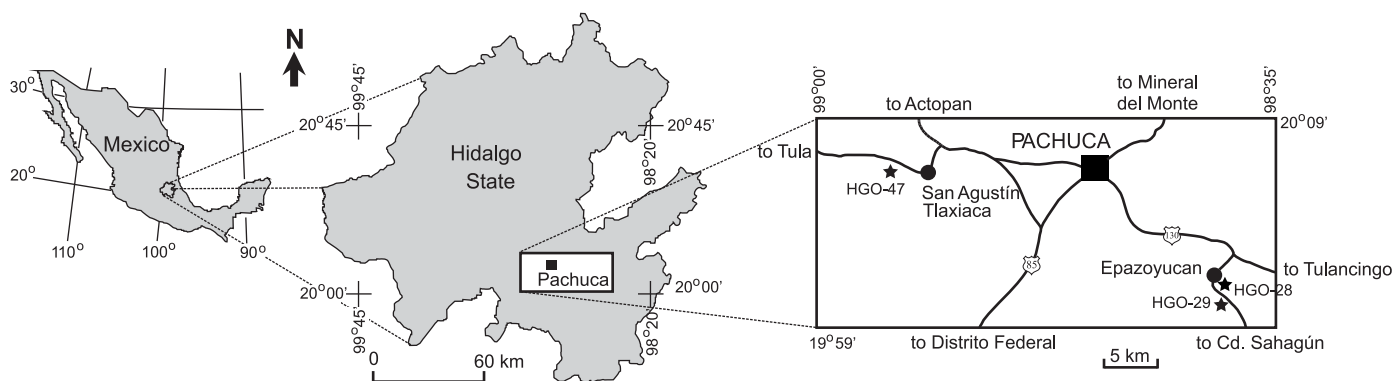 N
30°
20°
110°
100°
90°
Mexico
99°45'
20°45'
20°45'
98°20'
Hidalgo
State
Pachuca
20°00'
20°00'
99°45'
98°20'
0
60 km
99°00'
98°35'
20°09'
19°59'
to Actopan
to Mineral
del Monte
to Tula
PACHUCA
HGO-47
San Agustín
Tlaxiaca
130
85
Epazoyucan
to Tulancingo
HGO-28
HGO-29
to Distrito Federal
to Cd. Sahagún
5 km